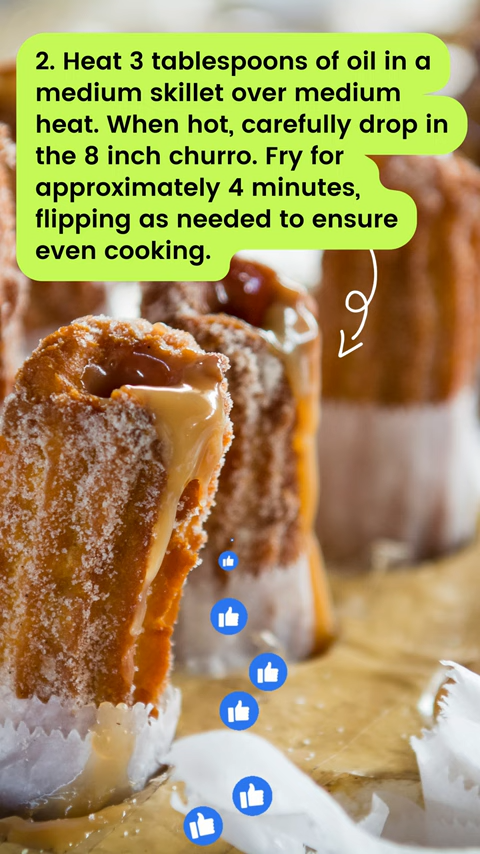 2. Heat 3 tablespoons of oil in a
medium skillet over medium
heat. When hot, carefully drop in
the 8 inch churro. Fry for
approximately 4 minutes,
flipping as needed to ensure
even cooking.